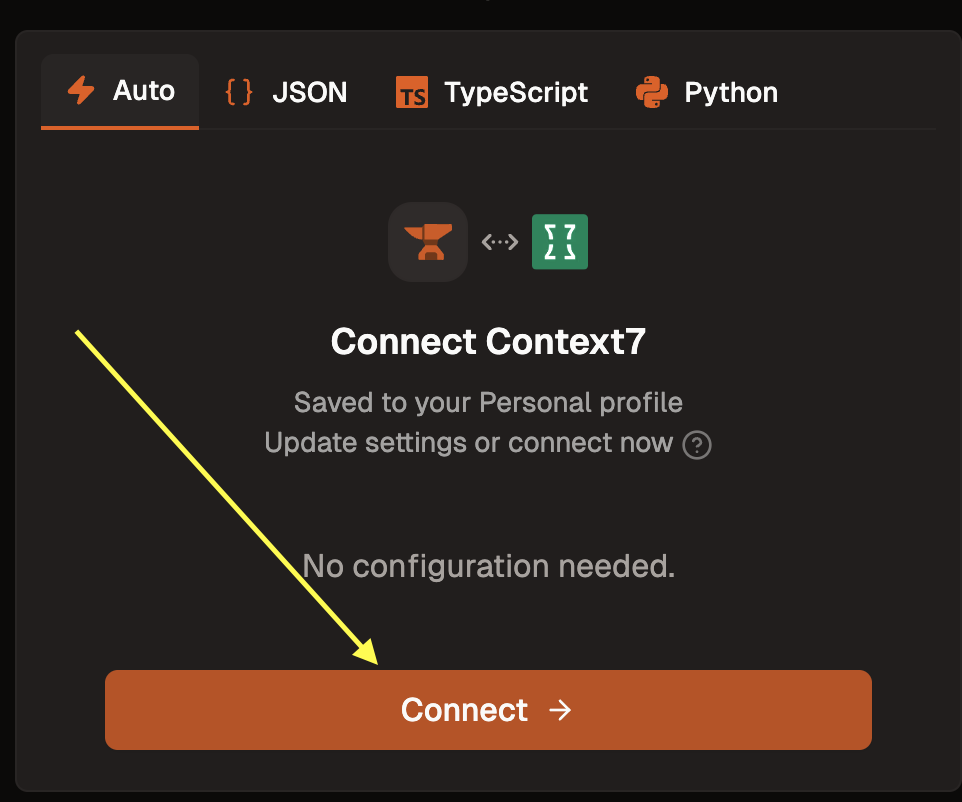 Auto
{ } JSON
TS TypeScript
Python
Connect Context7
Saved to your Personal profile
Update settings or connect now ?
No configuration needed.
Connect →